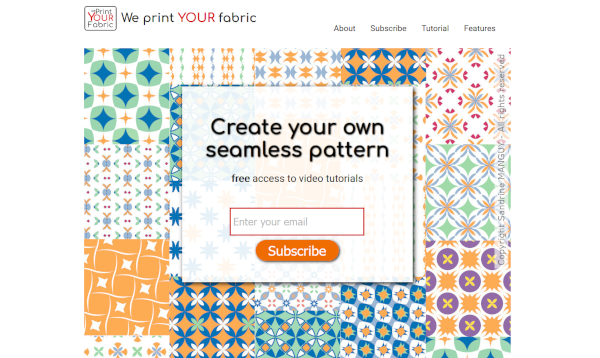 Print
YOUR
Fabric
We print YOUR fabric
About Subscribe Tutorial Features
Create your own
seamless pattern
free access to video tutorials
Enter your email
Subscribe
Copyright Sandrine MANGUY - All rights reserved